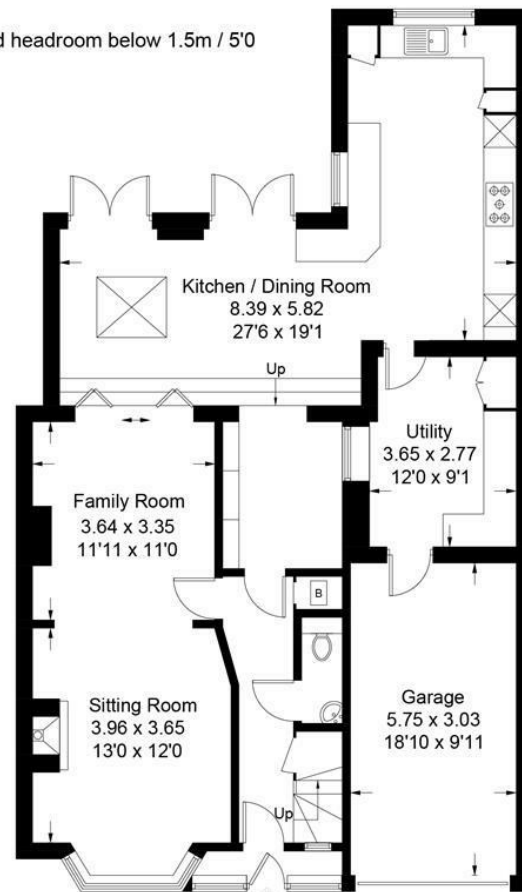 d headroom below 1.5m / 5'0
Kitchen / Dining Room
8.39 x 5.82
27'6 x 19'1
Up
Utility
3.65 x 2.77
12'0 x 9'1
Family Room
3.64 x 3.35
11'11 x 11'0
B
Sitting Room
3.96 x 3.65
13'0 x 12'0
Garage
5.75 x 3.03
18'10 x 9'11
Up